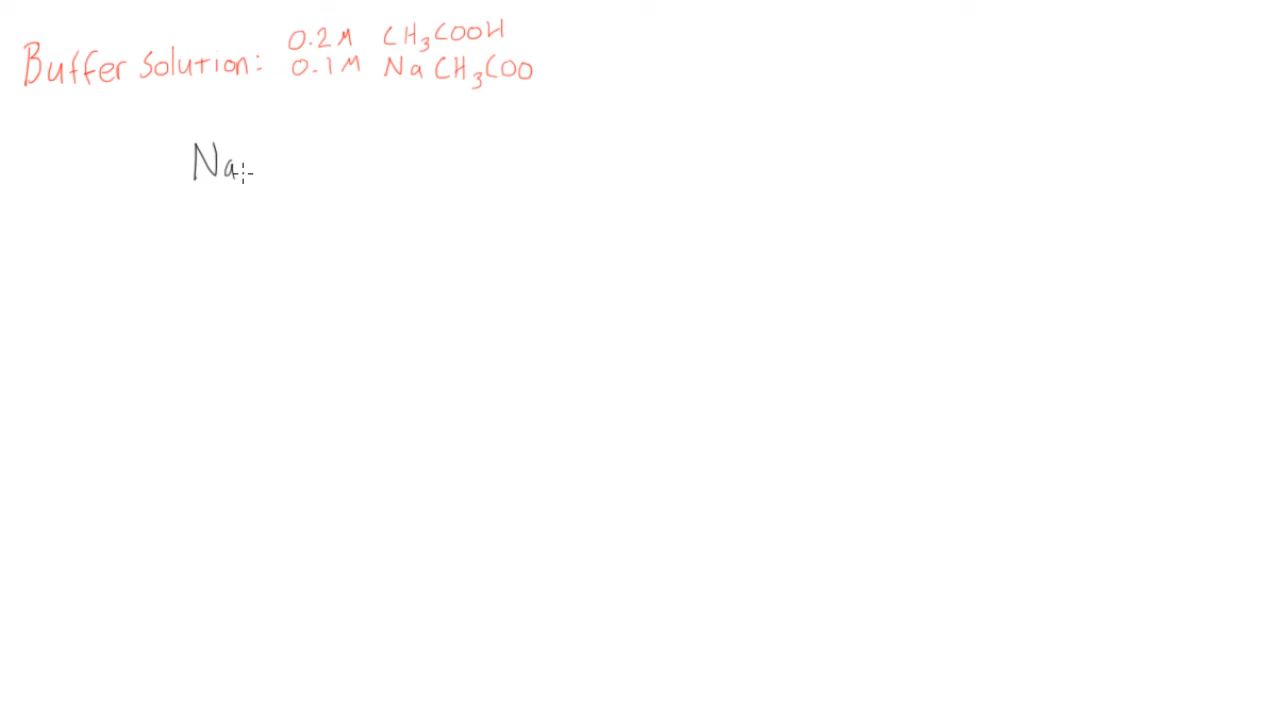 0.2M CH₃COOH
Buffer Solution: 0.1M NaCH₃COO
Na